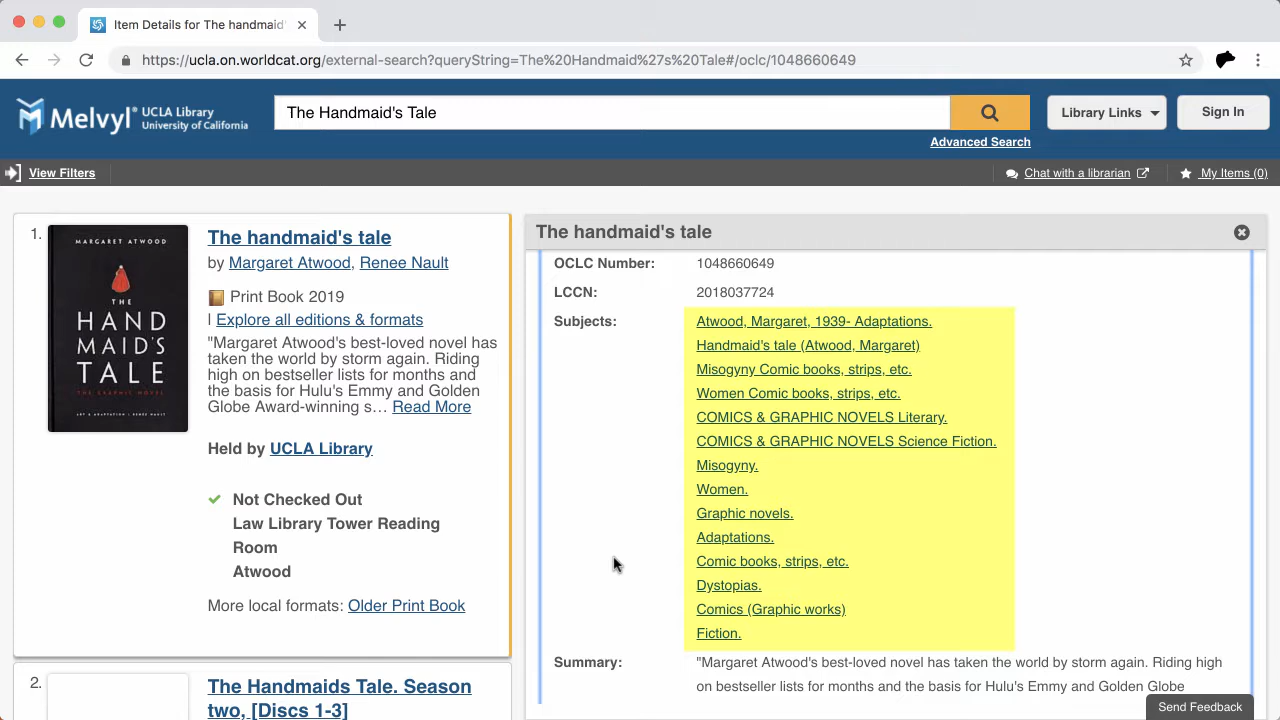 Item Details for The handmaid'
https://ucla.on.worldcat.org/external-search?queryString=The%20Handmaid%27s%20Tale#/oclc/1048660649
Melvyl® UCLA Library
University of California
The Handmaid's Tale
Library Links
Sign In
Advanced Search
View Filters
Chat with a librarian
My Items (0)
1.
MARGARET ATWOOD
THE
HAND
MAID'S
TALE
THE GRAPHIC NOVEL
ART & ADAPTATION RENEE NAULT
The handmaid's tale
by Margaret Atwood, Renee Nault
Print Book 2019
| Explore all editions & formats
"Margaret Atwood's best-loved novel has
taken the world by storm again. Riding
high on bestseller lists for months and
the basis for Hulu's Emmy and Golden
Globe Award-winning s… Read More
Held by UCLA Library
Not Checked Out
Law Library Tower Reading
Room
Atwood
More local formats: Older Print Book
2.
The Handmaids Tale. Season
two, [Discs 1-3]
The handmaid's tale
OCLC Number: 1048660649
LCCN: 2018037724
Subjects: Atwood, Margaret, 1939- Adaptations.
Handmaid's tale (Atwood, Margaret)
Misogyny Comic books, strips, etc.
Women Comic books, strips, etc.
COMICS & GRAPHIC NOVELS Literary.
COMICS & GRAPHIC NOVELS Science Fiction.
Misogyny.
Women.
Graphic novels.
Adaptations.
Comic books, strips, etc.
Dystopias.
Comics (Graphic works)
Fiction.
Summary: "Margaret Atwood's best-loved novel has taken the world by storm again. Riding high
on bestseller lists for months and the basis for Hulu's Emmy and Golden Globe
Send Feedback